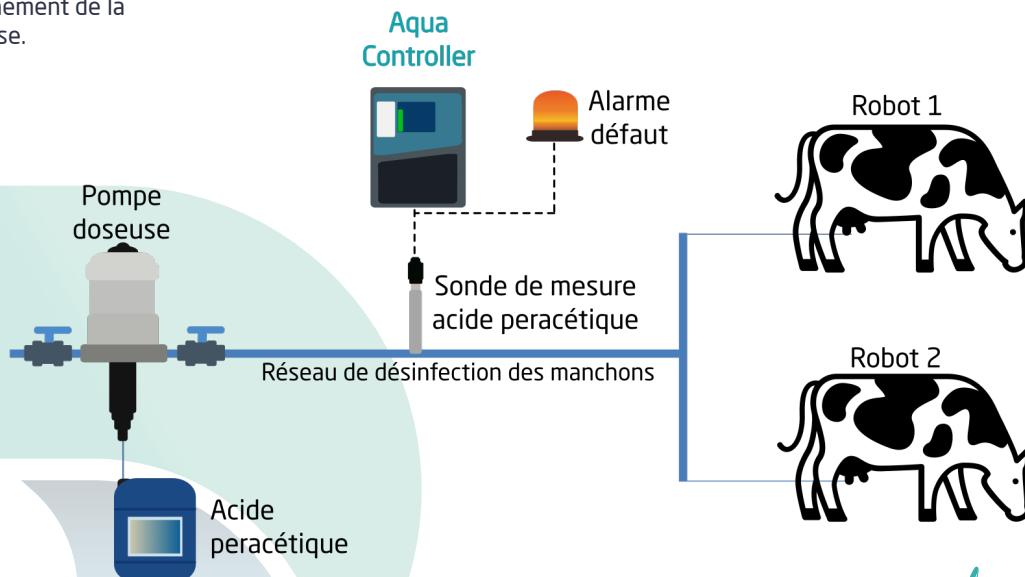 nement de la
se.
Aqua
Controller
Alarme
défaut
Robot 1
Pompe
doseuse
Sonde de mesure
acide peracétique
Réseau de désinfection des manchons
Robot 2
Acide
peracétique